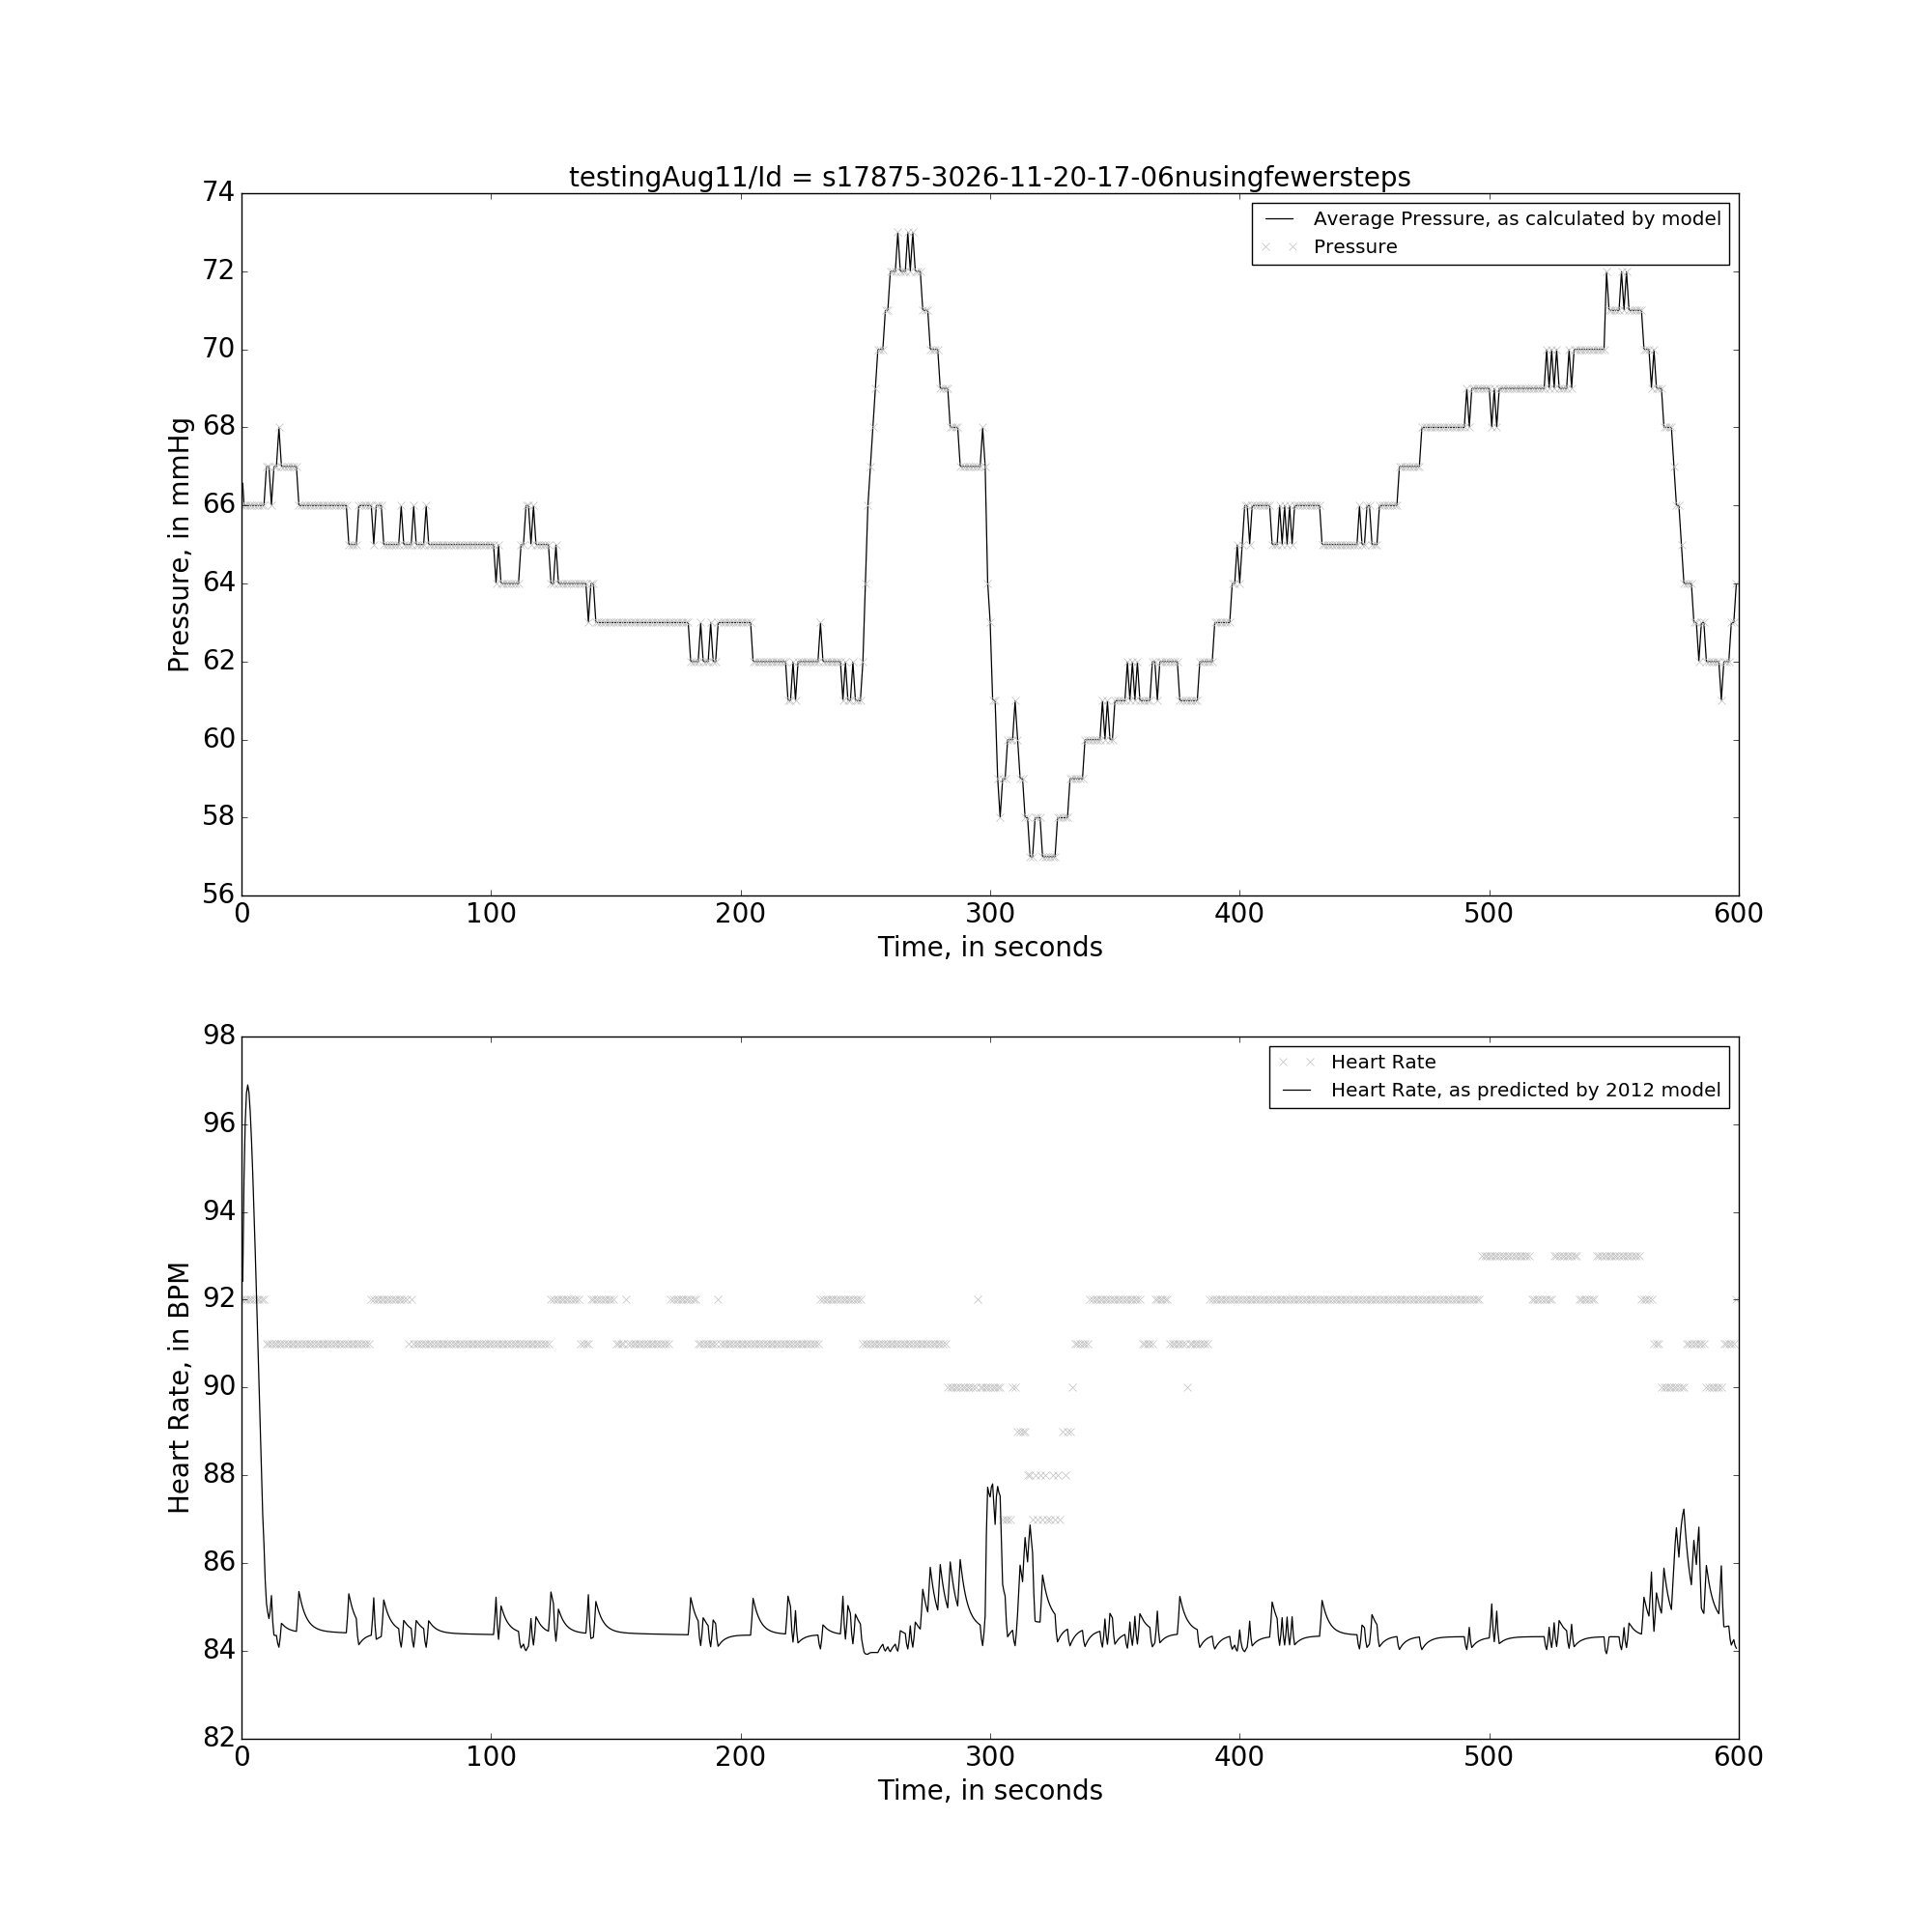 testingAug11/Id = s17875-3026-11-20-17-06nusingfewersteps
74
72
70
68
66
64
62
60
58
56
Pressure, in mmHg
Average Pressure, as calculated by model
Pressure
0 100 200 300 400 500 600
Time, in seconds
98
96
94
92
90
88
86
84
82
Heart Rate, in BPM
Heart Rate
Heart Rate, as predicted by 2012 model
0 100 200 300 400 500 600
Time, in seconds